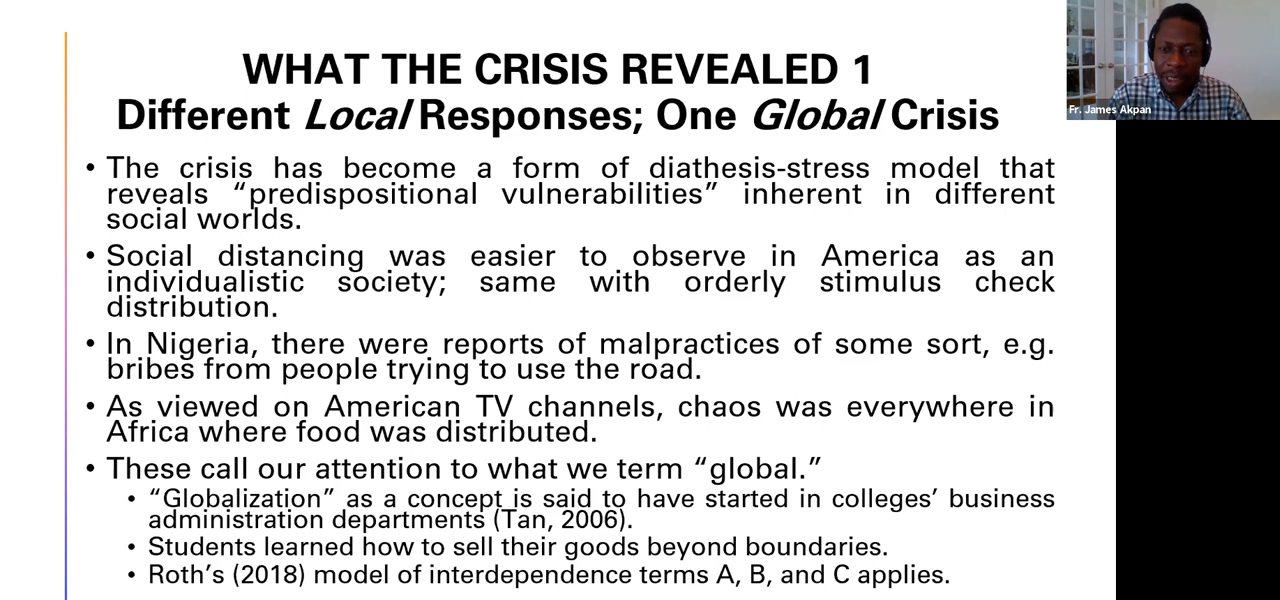 WHAT THE CRISIS REVEALED 1
Different Local Responses; One Global Crisis
• The crisis has become a form of diathesis-stress model that
reveals “predispositional vulnerabilities” inherent in different
social worlds.
• Social distancing was easier to observe in America as an
individualistic society; same with orderly stimulus check
distribution.
• In Nigeria, there were reports of malpractices of some sort, e.g.
bribes from people trying to use the road.
• As viewed on American TV channels, chaos was everywhere in
Africa where food was distributed.
• These call our attention to what we term “global.”
• “Globalization” as a concept is said to have started in colleges’ business
administration departments (Tan, 2006).
• Students learned how to sell their goods beyond boundaries.
• Roth’s (2018) model of interdependence terms A, B, and C applies.
Fr. James Akpan